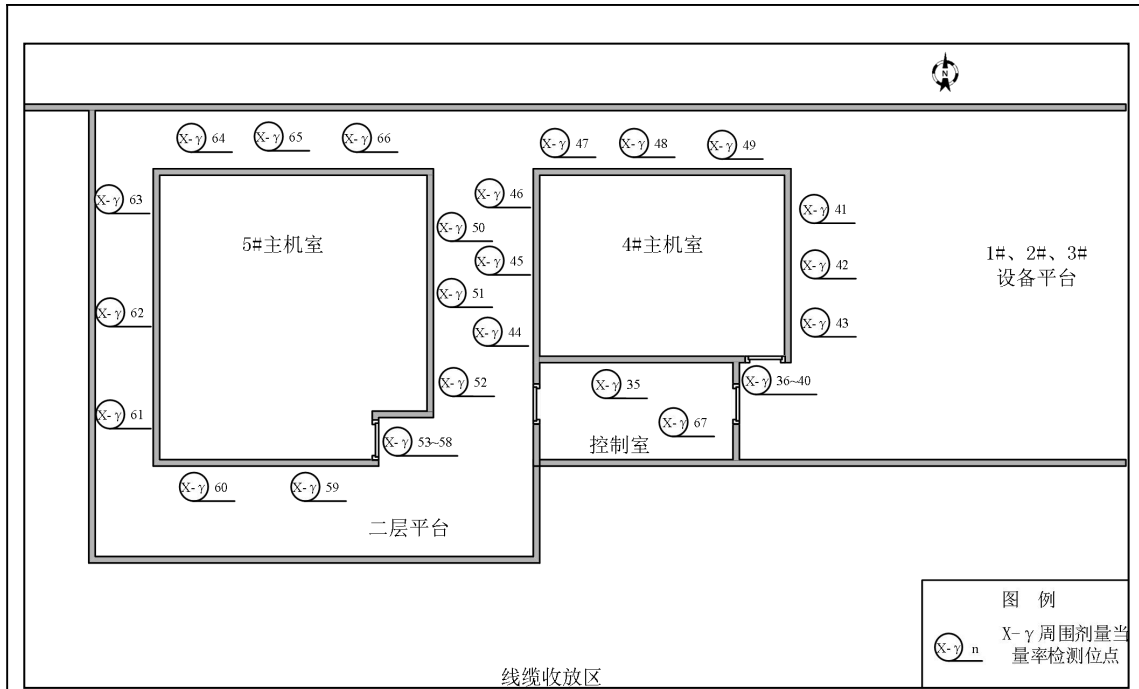 N
X-γ 64
X-γ 65
X-γ 66
X-γ 47
X-γ 48
X-γ 49
X-γ 63
X-γ 46
X-γ 41
X-γ 50
5#主机室
4#主机室
X-γ 45
X-γ 42
1#、2#、3#
设备平台
X-γ 51
X-γ 62
X-γ 44
X-γ 43
X-γ 52
X-γ 35
X-γ 36~40
X-γ 61
X-γ 67
X-γ 53~58
控制室
X-γ 60
X-γ 59
二层平台
图 例
X-γ n
X-γ周围剂量当
量率检测位点
线缆收放区